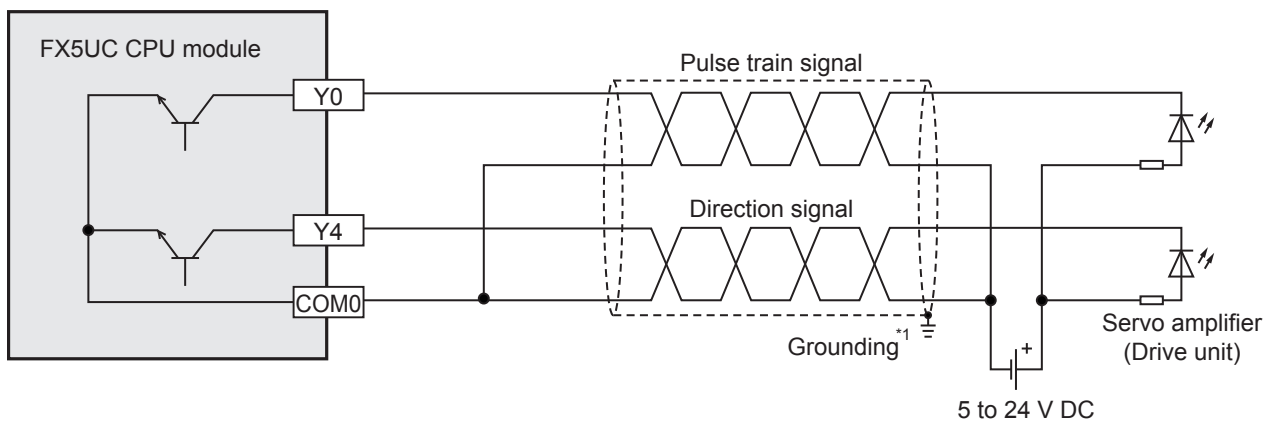 FX5UC CPU module
Pulse train signal
Y0
Direction signal
Y4
COM0
Grounding*1
Servo amplifier
(Drive unit)
+
5 to 24 V DC